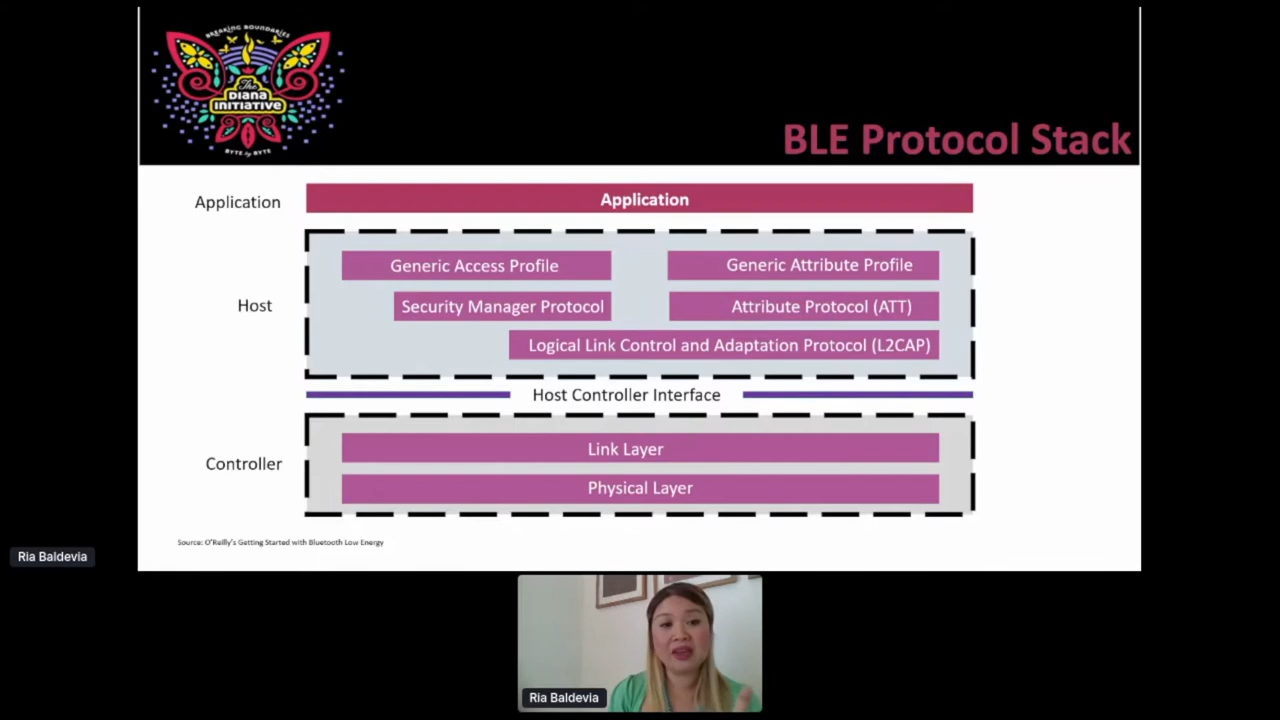 BREAKING BOUNDARIES
The
DIANA
INITIATIVE
BYTE by BYTE
BLE Protocol Stack
Application
Application
Host
Generic Access Profile
Generic Attribute Profile
Security Manager Protocol
Attribute Protocol (ATT)
Logical Link Control and Adaptation Protocol (L2CAP)
Host Controller Interface
Controller
Link Layer
Physical Layer
Source: O'Reilly's Getting Started with Bluetooth Low Energy
Ria Baldevia
Ria Baldevia